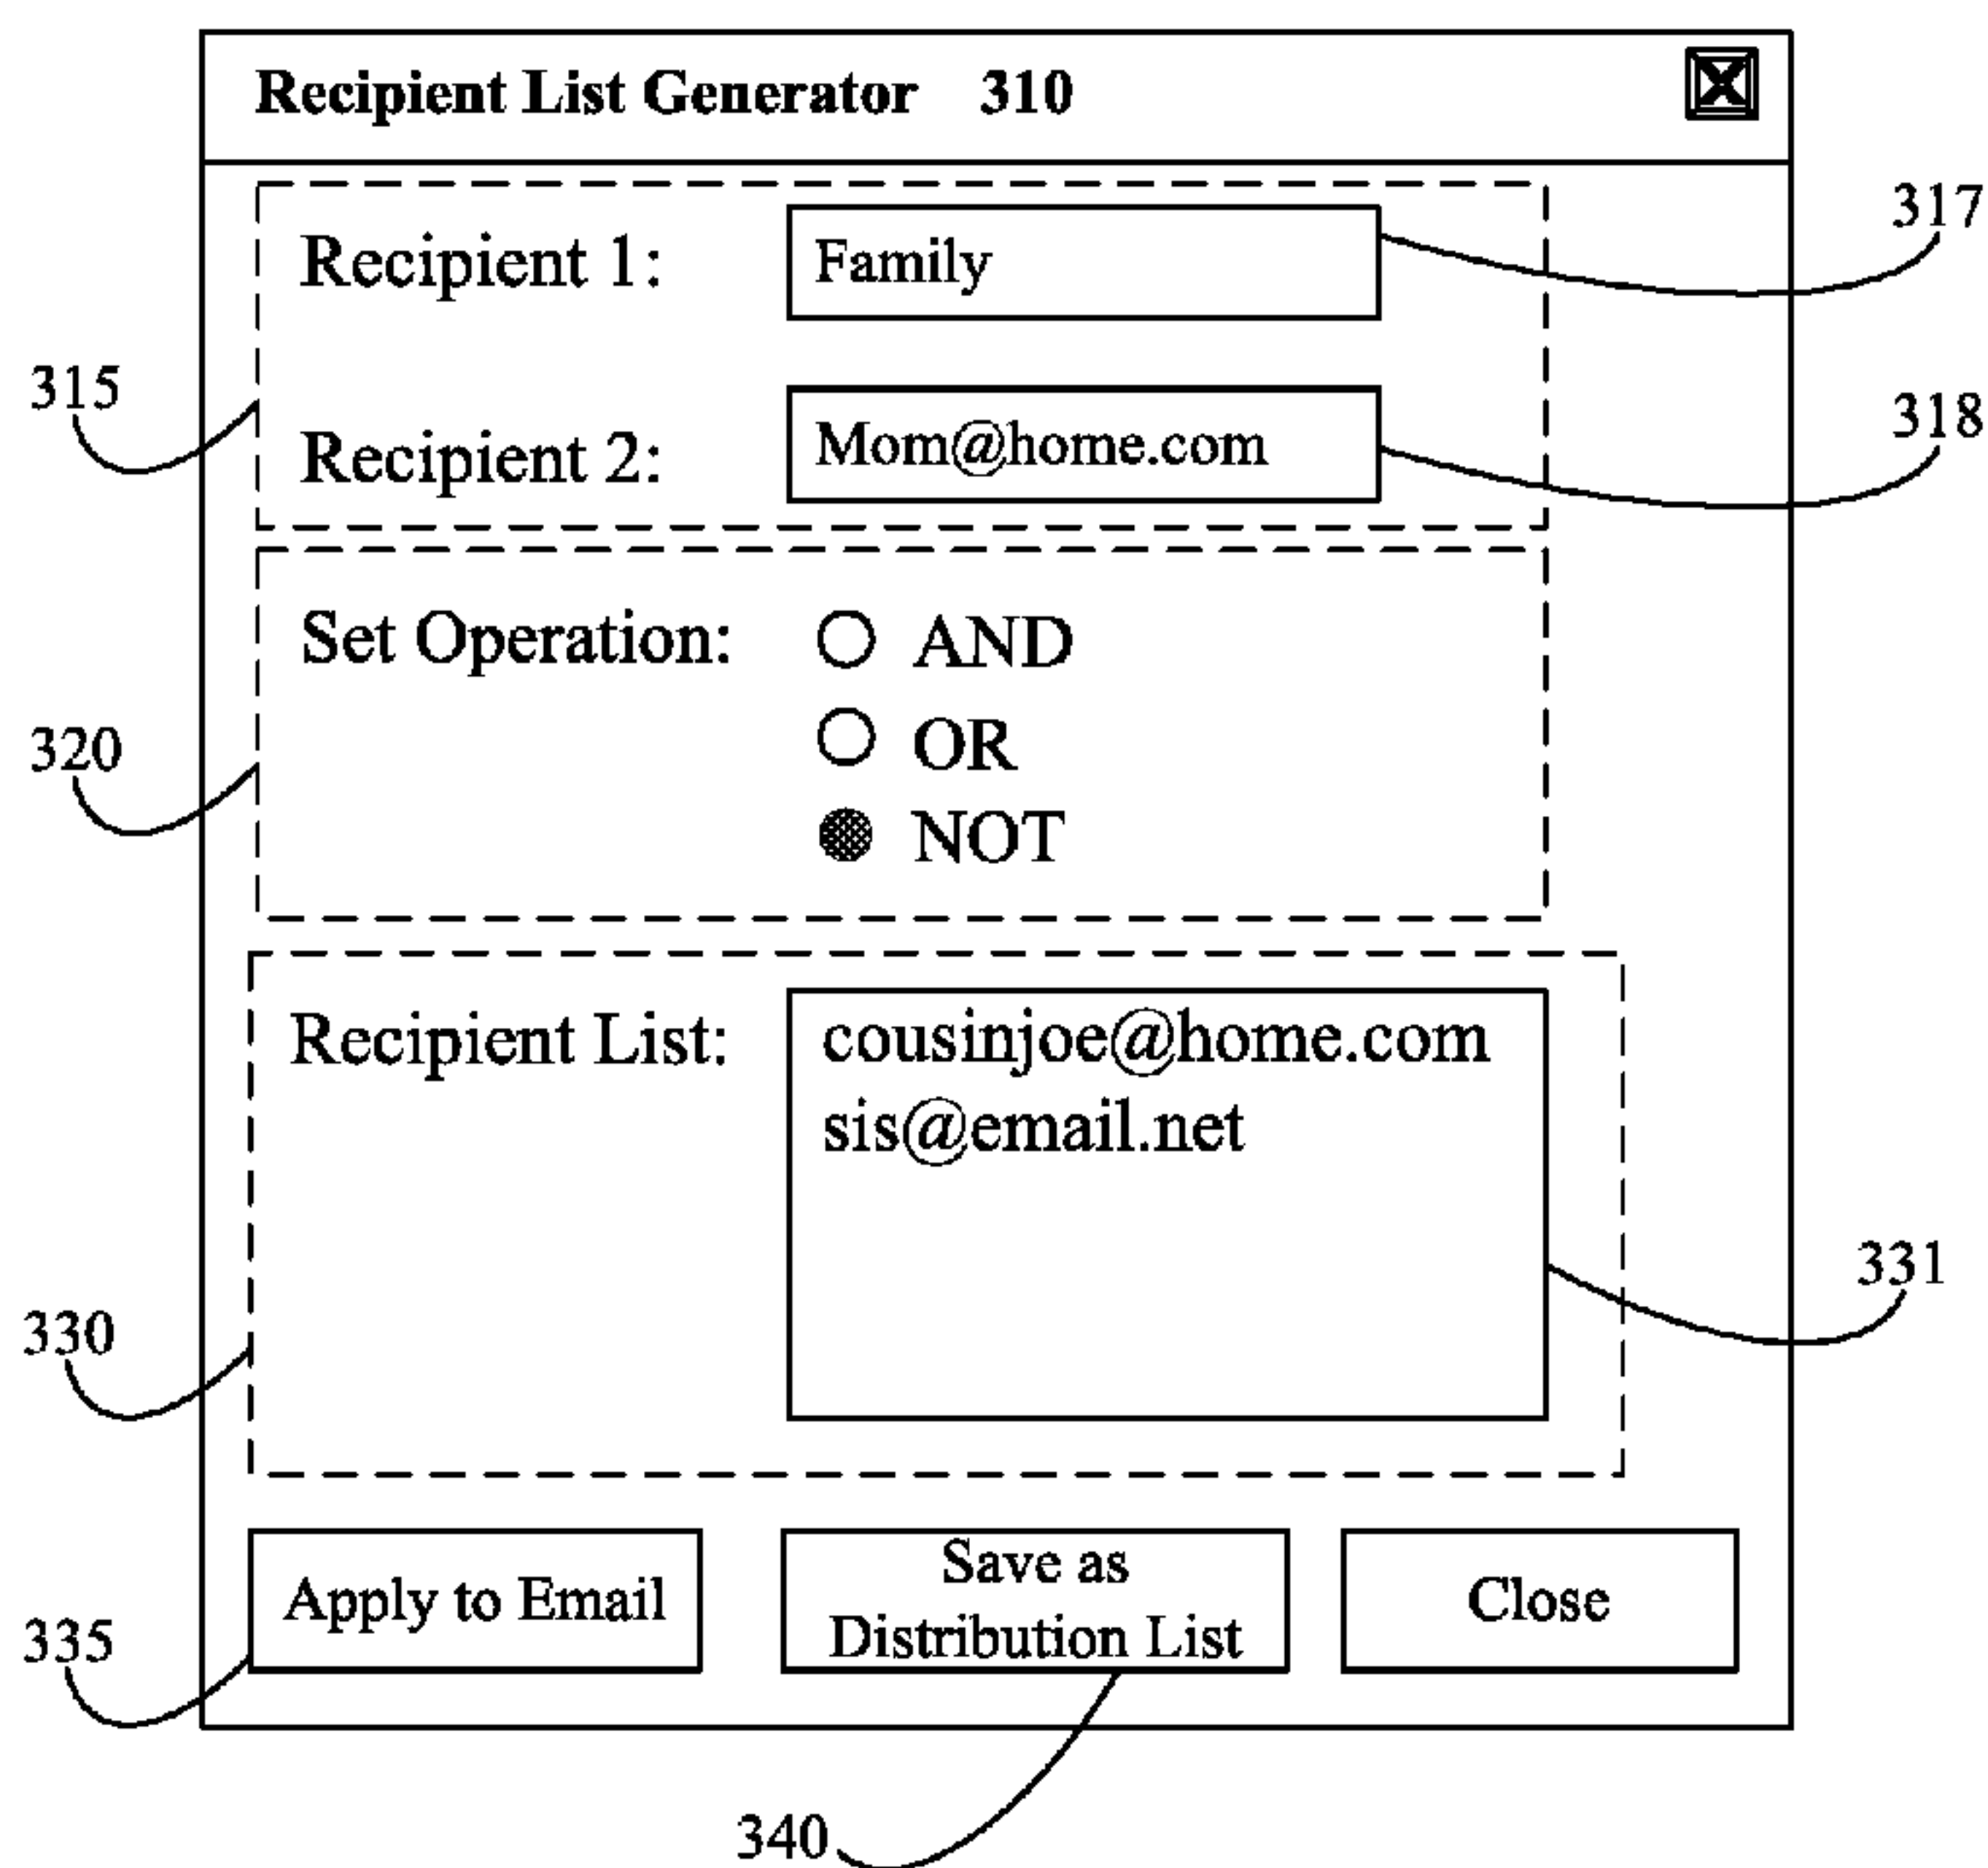 Recipient List Generator 310
317
Recipient 1: Family
315
318
Recipient 2: Mom@home.com
Set Operation: AND
320
OR
NOT
Recipient List: cousinjoe@home.com
sis@email.net
331
330
Apply to Email
Save as
Distribution List
Close
335
340